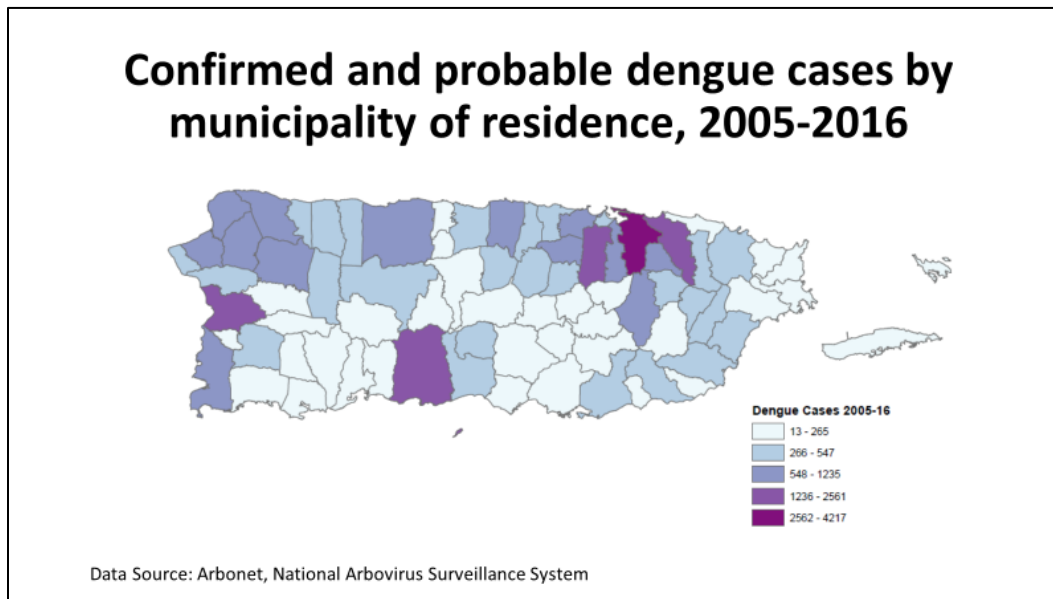 Confirmed and probable dengue cases by
municipality of residence, 2005-2016
Dengue Cases 2005-16
13 - 265
266 - 547
548 - 1235
1236 - 2561
2562 - 4217
Data Source: Arbonet, National Arbovirus Surveillance System